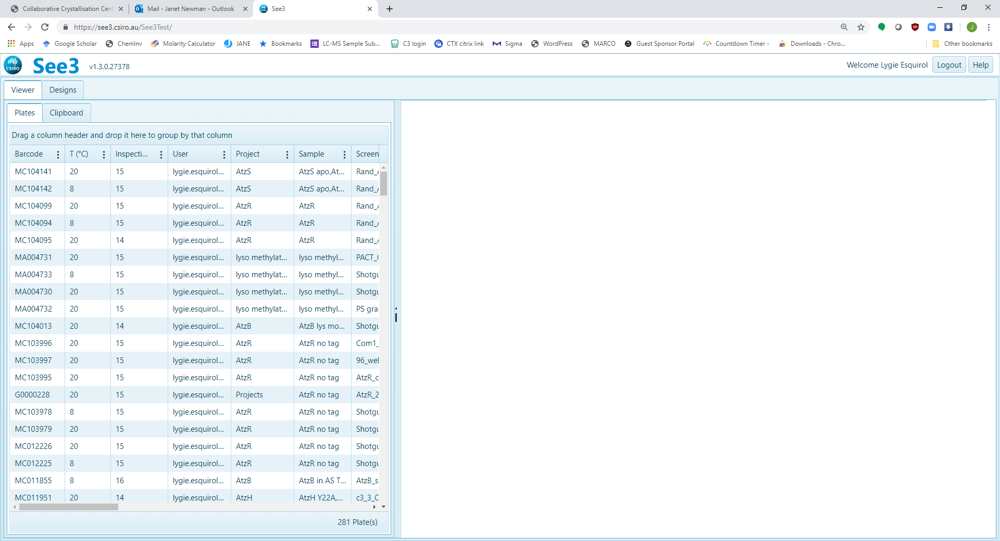 Collaborative Crystallisation Cent
Mail - Janet Newman - Outlook
See3
https://see3.csiro.au/See3Test/
J
Apps Google Scholar ChemInv Molarity Calculator JANE Bookmarks LC-MS Sample Sub... C3 login CTX citrix link Sigma WordPress MARCO Guest Sponsor Portal Countdown Timer - Downloads - Chro... Other bookmarks
CSIRO See3 v1.3.0.27378 Welcome Lygie Esquirol Logout Help
Viewer Designs
Plates Clipboard
Drag a column header and drop it here to group by that column
Barcode T (°C) Inspecti... User Project Sample Screen
MC104141 20 15 lygie.esquirol... AtzS AtzS apo,At... Rand_
MC104142 8 15 lygie.esquirol... AtzS AtzS apo,At... Rand_
MC104099 20 15 lygie.esquirol... AtzR AtzR Rand_
MC104094 8 15 lygie.esquirol... AtzR AtzR Rand_
MC104095 20 14 lygie.esquirol... AtzR AtzR Rand_
MA004731 20 15 lygie.esquirol... lyso methylat... lyso methyl... PACT_
MA004733 8 15 lygie.esquirol... lyso methylat... lyso methyl... Shotgu
MA004730 20 15 lygie.esquirol... lyso methylat... lyso methyl... Shotgu
MA004732 20 15 lygie.esquirol... lyso methylat... lyso methyl... PS gra
MC104013 20 14 lygie.esquirol... AtzB AtzB lys mo... Shotgu
MC103996 20 15 lygie.esquirol... AtzR AtzR no tag Com1_
MC103997 20 15 lygie.esquirol... AtzR AtzR no tag 96_wel
MC103995 20 15 lygie.esquirol... AtzR AtzR no tag AtzR_c
G0000228 20 15 lygie.esquirol... Projects AtzR no tag AtzR_2
MC103978 8 15 lygie.esquirol... AtzR AtzR no tag Shotgu
MC103979 20 15 lygie.esquirol... AtzR AtzR no tag Shotgu
MC012226 20 15 lygie.esquirol... AtzR AtzR no tag Shotgu
MC012225 8 15 lygie.esquirol... AtzR AtzR no tag Shotgu
MC011855 8 16 lygie.esquirol... AtzB AtzB in AS T... AtzB_s
MC011951 20 14 lygie.esquirol... AtzH AtzH Y22A,... c3_3_C
281 Plate(s)